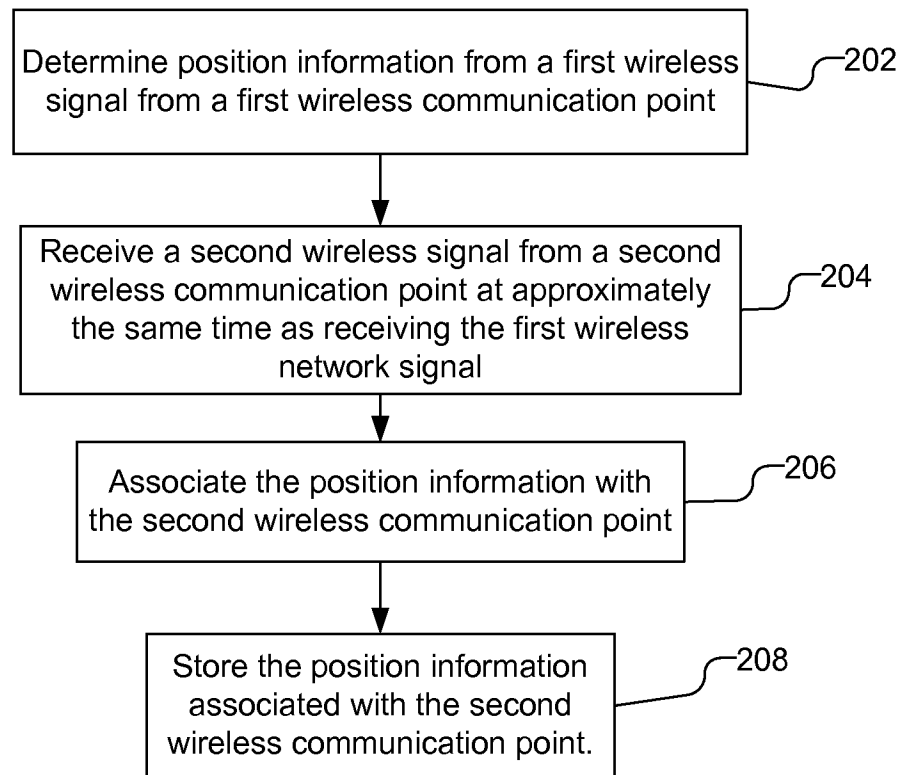 Determine position information from a first wireless
signal from a first wireless communication point
202
Receive a second wireless signal from a second
wireless communication point at approximately
the same time as receiving the first wireless
network signal
204
Associate the position information with
the second wireless communication point
206
Store the position information
associated with the second
wireless communication point.
208